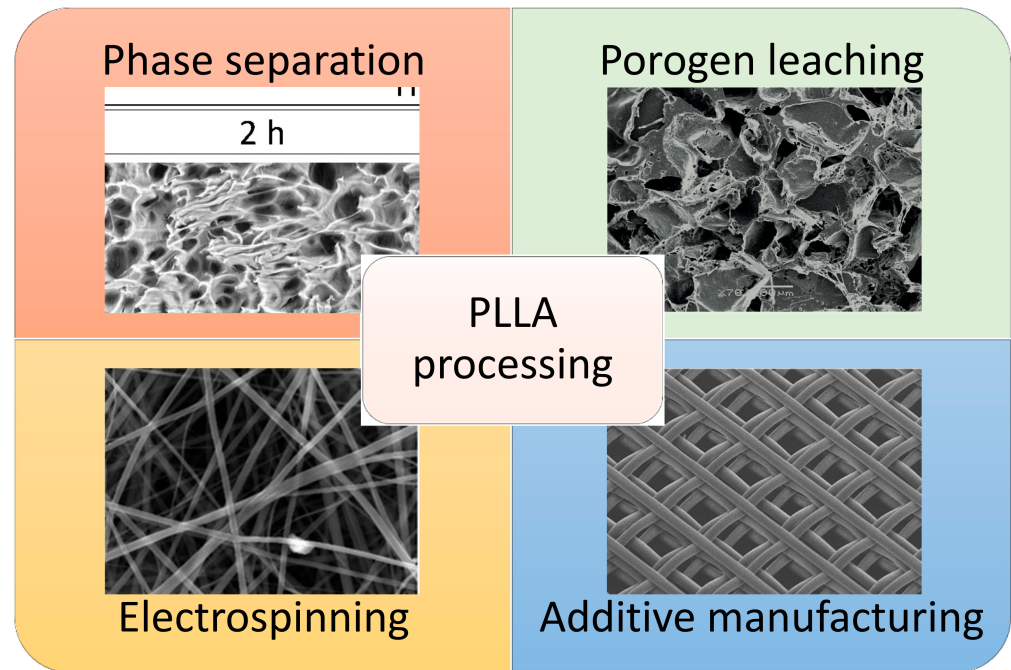 Phase separation
Porogen leaching
2 h
PLLA
processing
Electrospinning
Additive manufacturing